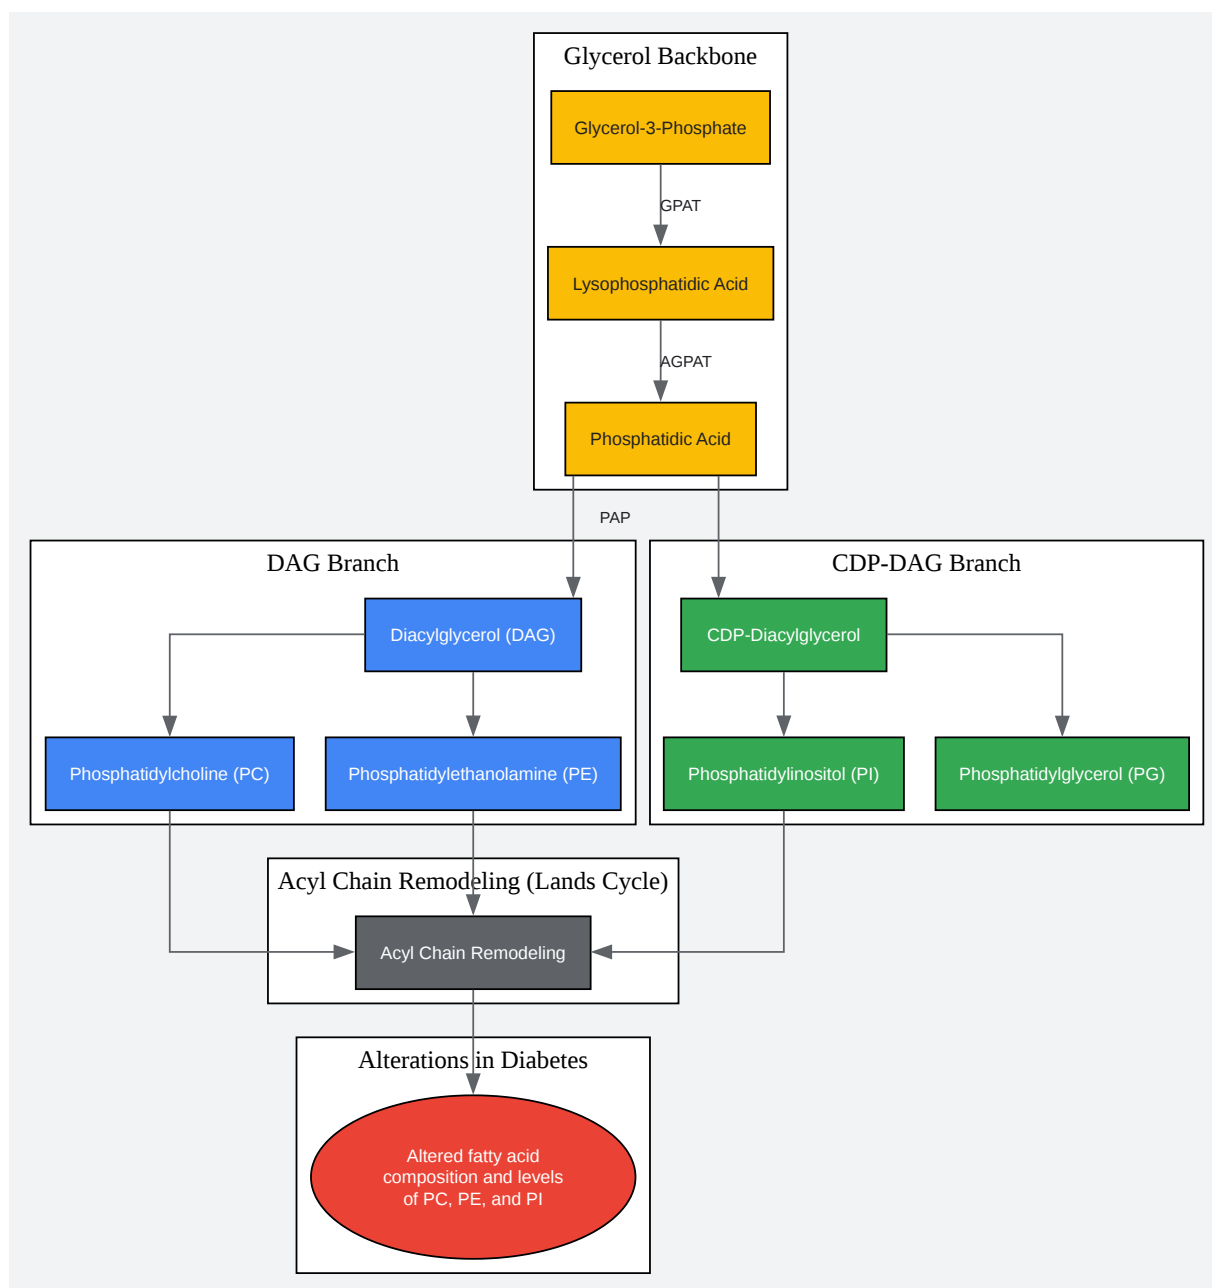 Glycerol Backbone
Glycerol-3-Phosphate
GPAT
Lysophosphatidic Acid
AGPAT
Phosphatidic Acid
PAP
DAG Branch
CDP-DAG Branch
Diacylglycerol (DAG)
CDP-Diacylglycerol
Phosphatidylcholine (PC)
Phosphatidylethanolamine (PE)
Phosphatidylinositol (PI)
Phosphatidylglycerol (PG)
Acyl Chain Remodeling (Lands Cycle)
Acyl Chain Remodeling
Alterations in Diabetes
Altered fatty acid
composition and levels
of PC, PE, and PI